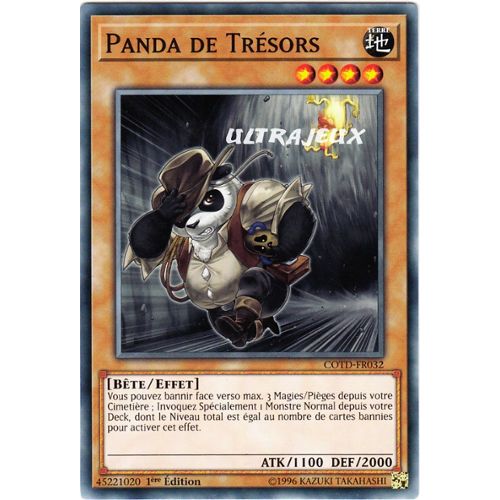 PANDA DE TRÉSORS
TERRE
地
ULTRAJEUX
COTD-FR032
[BÊTE/EFFET]
Vous pouvez bannir face verso max. 3 Magies/Pièges depuis votre
Cimetière ; Invoquez Spécialement 1 Monstre Normal depuis votre
Deck, dont le Niveau total est égal au nombre de cartes bannies
pour activer cet effet.
ATK/1100 DEF/2000
45221020 1ère Édition ©1996 KAZUKI TAKAHASHI